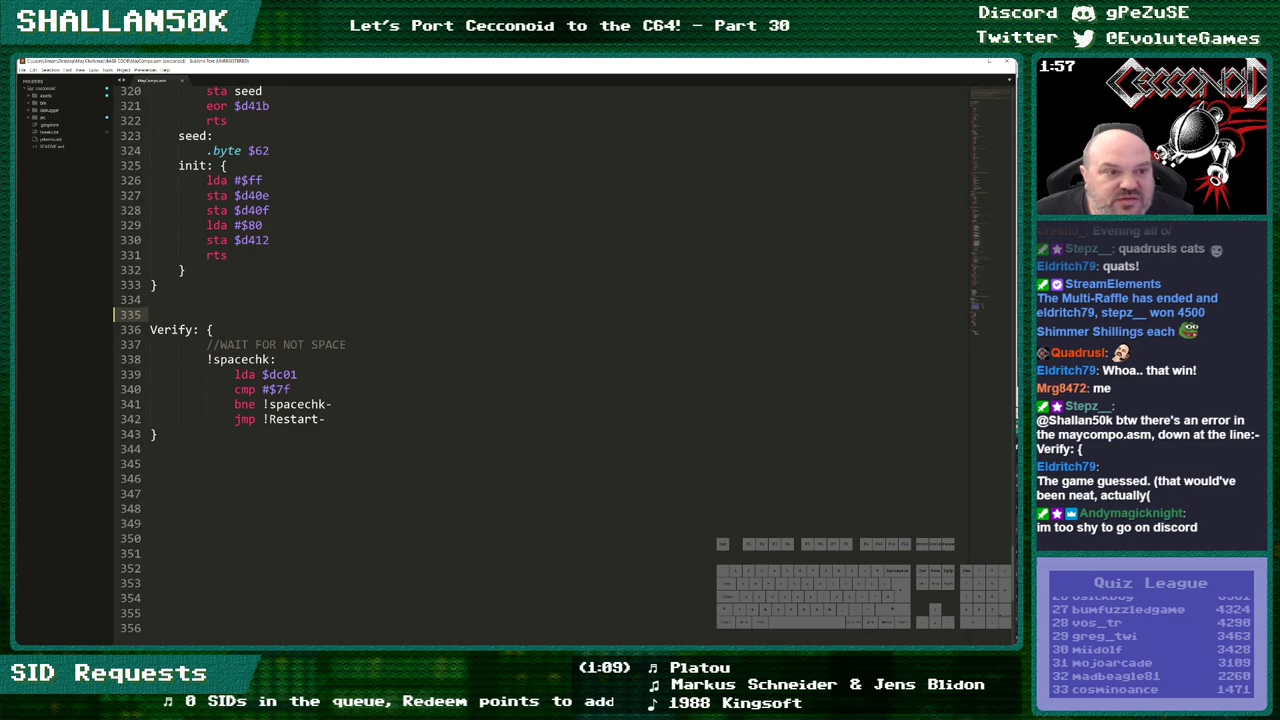 SHALLAN50K
Let's Port Cecconoid to the C64! - Part 30
Discord gPeZuSE
Twitter @EvoluteGames
1:57
CECCONOID
FOLDERS
MayCompo.asm
320 sta seed
321 eor $d41b
322 rts
323 seed:
324 .byte $62
325 init: {
326 lda #$ff
327 sta $d40e
328 sta $d40f
329 lda #$80
330 sta $d412
331 rts
332 }
333 }
334
335
336 Verify: {
337 //WAIT FOR NOT SPACE
338 !spacechk:
339 lda $dc01
340 cmp #$7f
341 bne !spacechk-
342 jmp !Restart-
343 }
344
345
346
347
348
349
350
351
352
353
354
355
356
Creatd_: Evening all o/
Stepz__: quadrusls cats
Eldritch79: quats!
StreamElements
The Multi-Raffle has ended and
eldritch79, stepz__ won 4500
Shimmer Shillings each
Quadrusl:
Eldritch79: Whoa.. that win!
Mrg8472: me
Stepz__:
@Shallan50k btw there's an error in
the maycompo.asm, down at the line:-
Verify: {
Eldritch79:
The game guessed. (that would've
been neat, actually(
Andymagicknight:
im too shy to go on discord
Quiz League
27 bumfuzzledgame 4324
28 vos_tr 4290
29 greg_twi 3463
30 miidolf 3428
31 mojoarcade 3109
32 madbeagle81 2260
33 cosminoance 1471
SID Requests
(1:09) Platou
Markus Schneider & Jens Blidon
1988 Kingsoft
0 SIDs in the queue, Redeem points to add